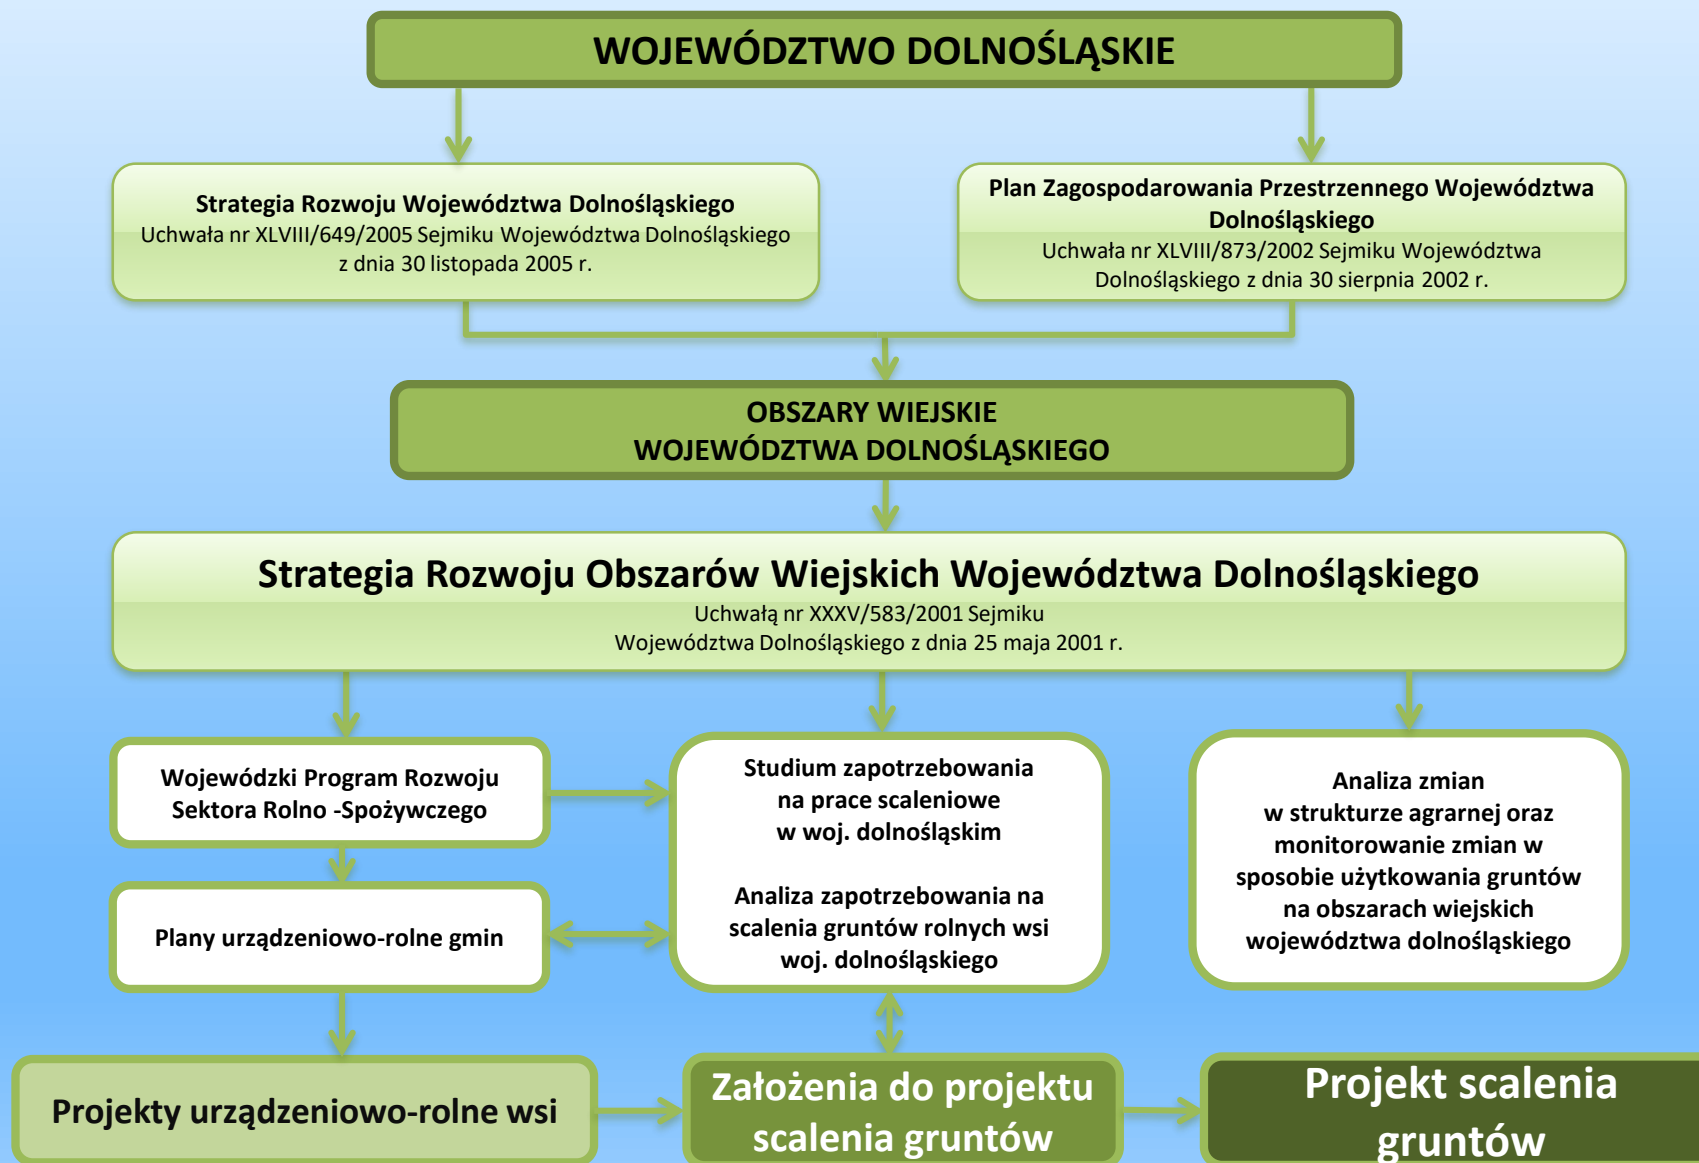 WOJEWÓDZTWO DOLNOŚLĄSKIE
Strategia Rozwoju Województwa Dolnośląskiego
Uchwała nr XLVIII/649/2005 Sejmiku Województwa Dolnośląskiego
z dnia 30 listopada 2005 r.
Plan Zagospodarowania Przestrzennego Województwa
Dolnośląskiego
Uchwała nr XLVIII/873/2002 Sejmiku Województwa
Dolnośląskiego z dnia 30 sierpnia 2002 r.
OBSZARY WIEJSKIE
WOJEWÓDZTWA DOLNOŚLĄSKIEGO
Strategia Rozwoju Obszarów Wiejskich Województwa Dolnośląskiego
Uchwałą nr XXXV/583/2001 Sejmiku
Województwa Dolnośląskiego z dnia 25 maja 2001 r.
Wojewódzki Program Rozwoju
Sektora Rolno -Spożywczego
Studium zapotrzebowania
na prace scaleniowe
w woj. dolnośląskim
Analiza zapotrzebowania na
scalenia gruntów rolnych wsi
woj. dolnośląskiego
Analiza zmian
w strukturze agrarnej oraz
monitorowanie zmian w
sposobie użytkowania gruntów
na obszarach wiejskich
województwa dolnośląskiego
Plany urządzeniowo-rolne gmin
Projekty urządzeniowo-rolne wsi
Założenia do projektu
scalenia gruntów
Projekt scalenia
gruntów